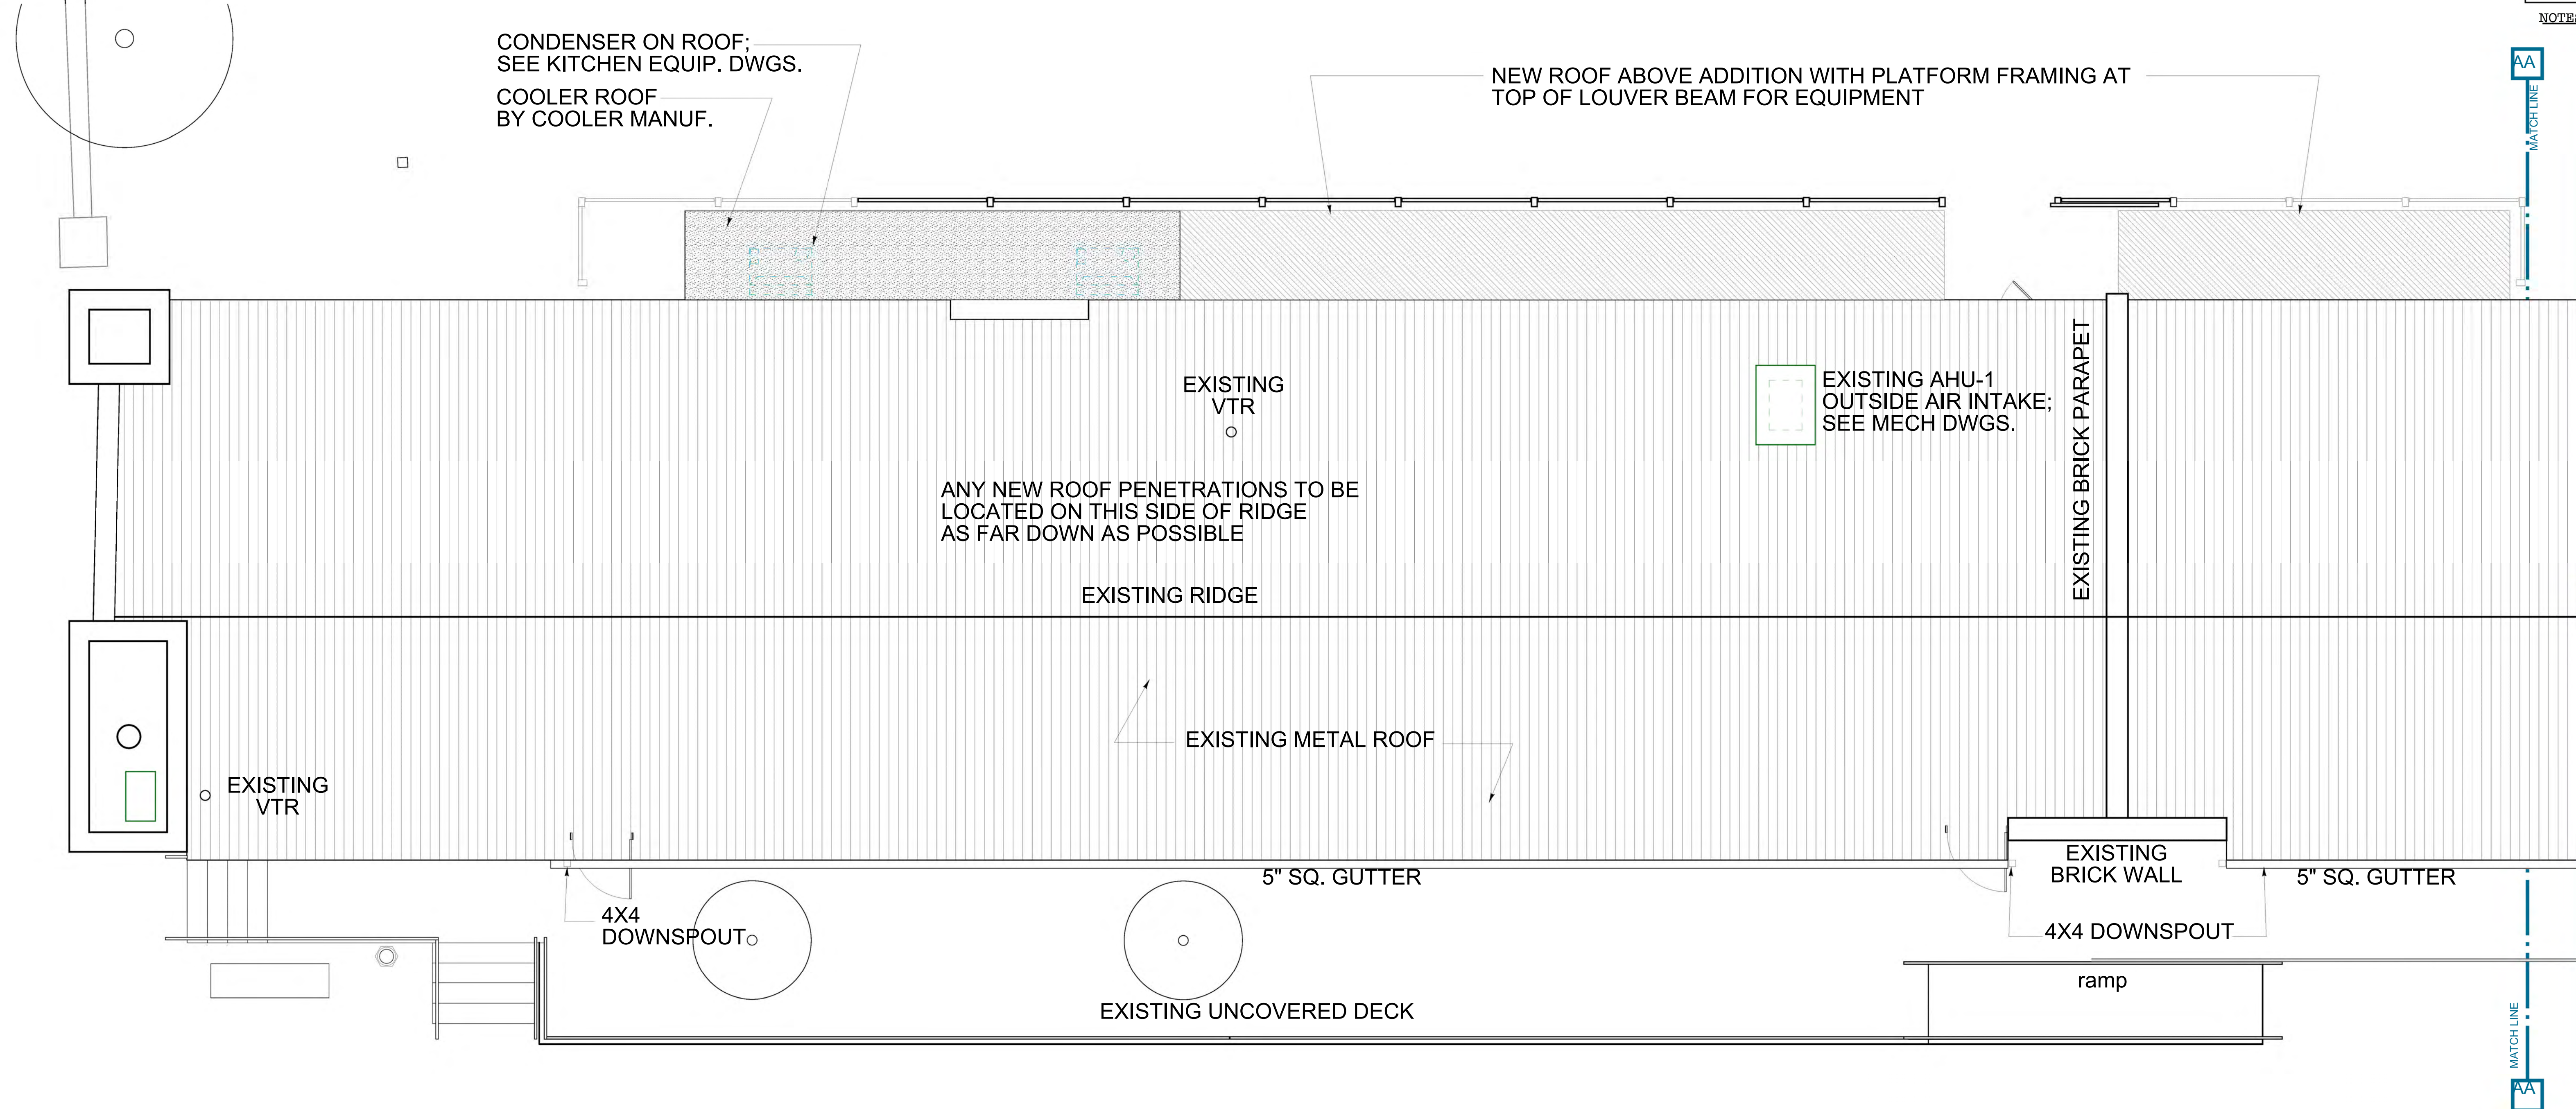 NOTES
CONDENSER ON ROOF;
SEE KITCHEN EQUIP. DWGS.
COOLER ROOF
BY COOLER MANUF.
NEW ROOF ABOVE ADDITION WITH PLATFORM FRAMING AT
TOP OF LOUVER BEAM FOR EQUIPMENT
AA
MATCH LINE
EXISTING
VTR
EXISTING AHU-1
OUTSIDE AIR INTAKE;
SEE MECH DWGS.
EXISTING BRICK PARAPET
ANY NEW ROOF PENETRATIONS TO BE
LOCATED ON THIS SIDE OF RIDGE
AS FAR DOWN AS POSSIBLE
EXISTING RIDGE
EXISTING METAL ROOF
EXISTING
VTR
5" SQ. GUTTER
EXISTING
BRICK WALL
5" SQ. GUTTER
4X4
DOWNSPOUT
4X4 DOWNSPOUT
ramp
EXISTING UNCOVERED DECK
MATCH LINE
AA